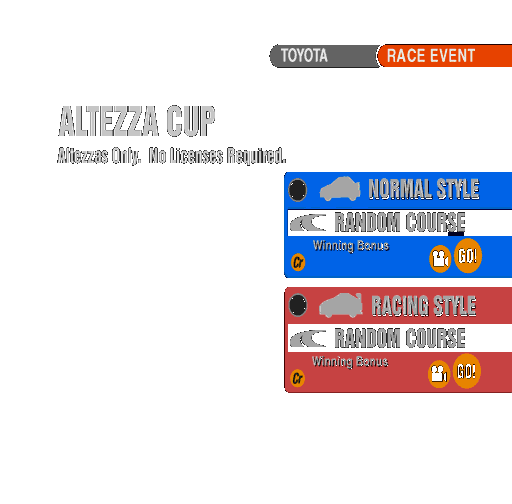 TOYOTA RACE EVENT
ALTEZZA CUP
Altezzas Only. No Licenses Required.
NORMAL STYLE
RANDOM COURSE
Winning Bonus
Cr GO!
RACING STYLE
RANDOM COURSE
Winning Bonus
Cr GO!